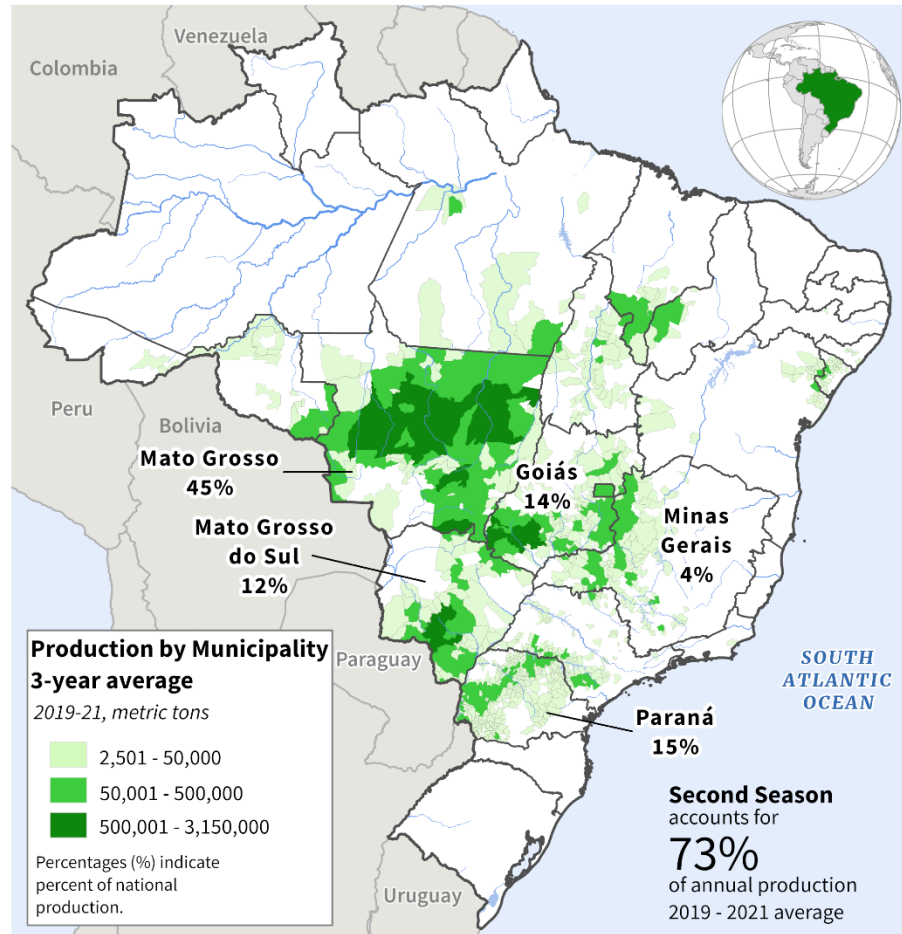 Venezuela
Colombia
Peru
Bolivia
Mato Grosso
45%
Goiás
14%
Mato Grosso
do Sul
12%
Minas
Gerais
4%
Paraguay
Paraná
15%
SOUTH
ATLANTIC
OCEAN
Uruguay
Production by Municipality
3-year average
2019-21, metric tons
2,501 - 50,000
50,001 - 500,000
500,001 - 3,150,000
Percentages (%) indicate
percent of national
production.
Second Season
accounts for
73%
of annual production
2019 - 2021 average